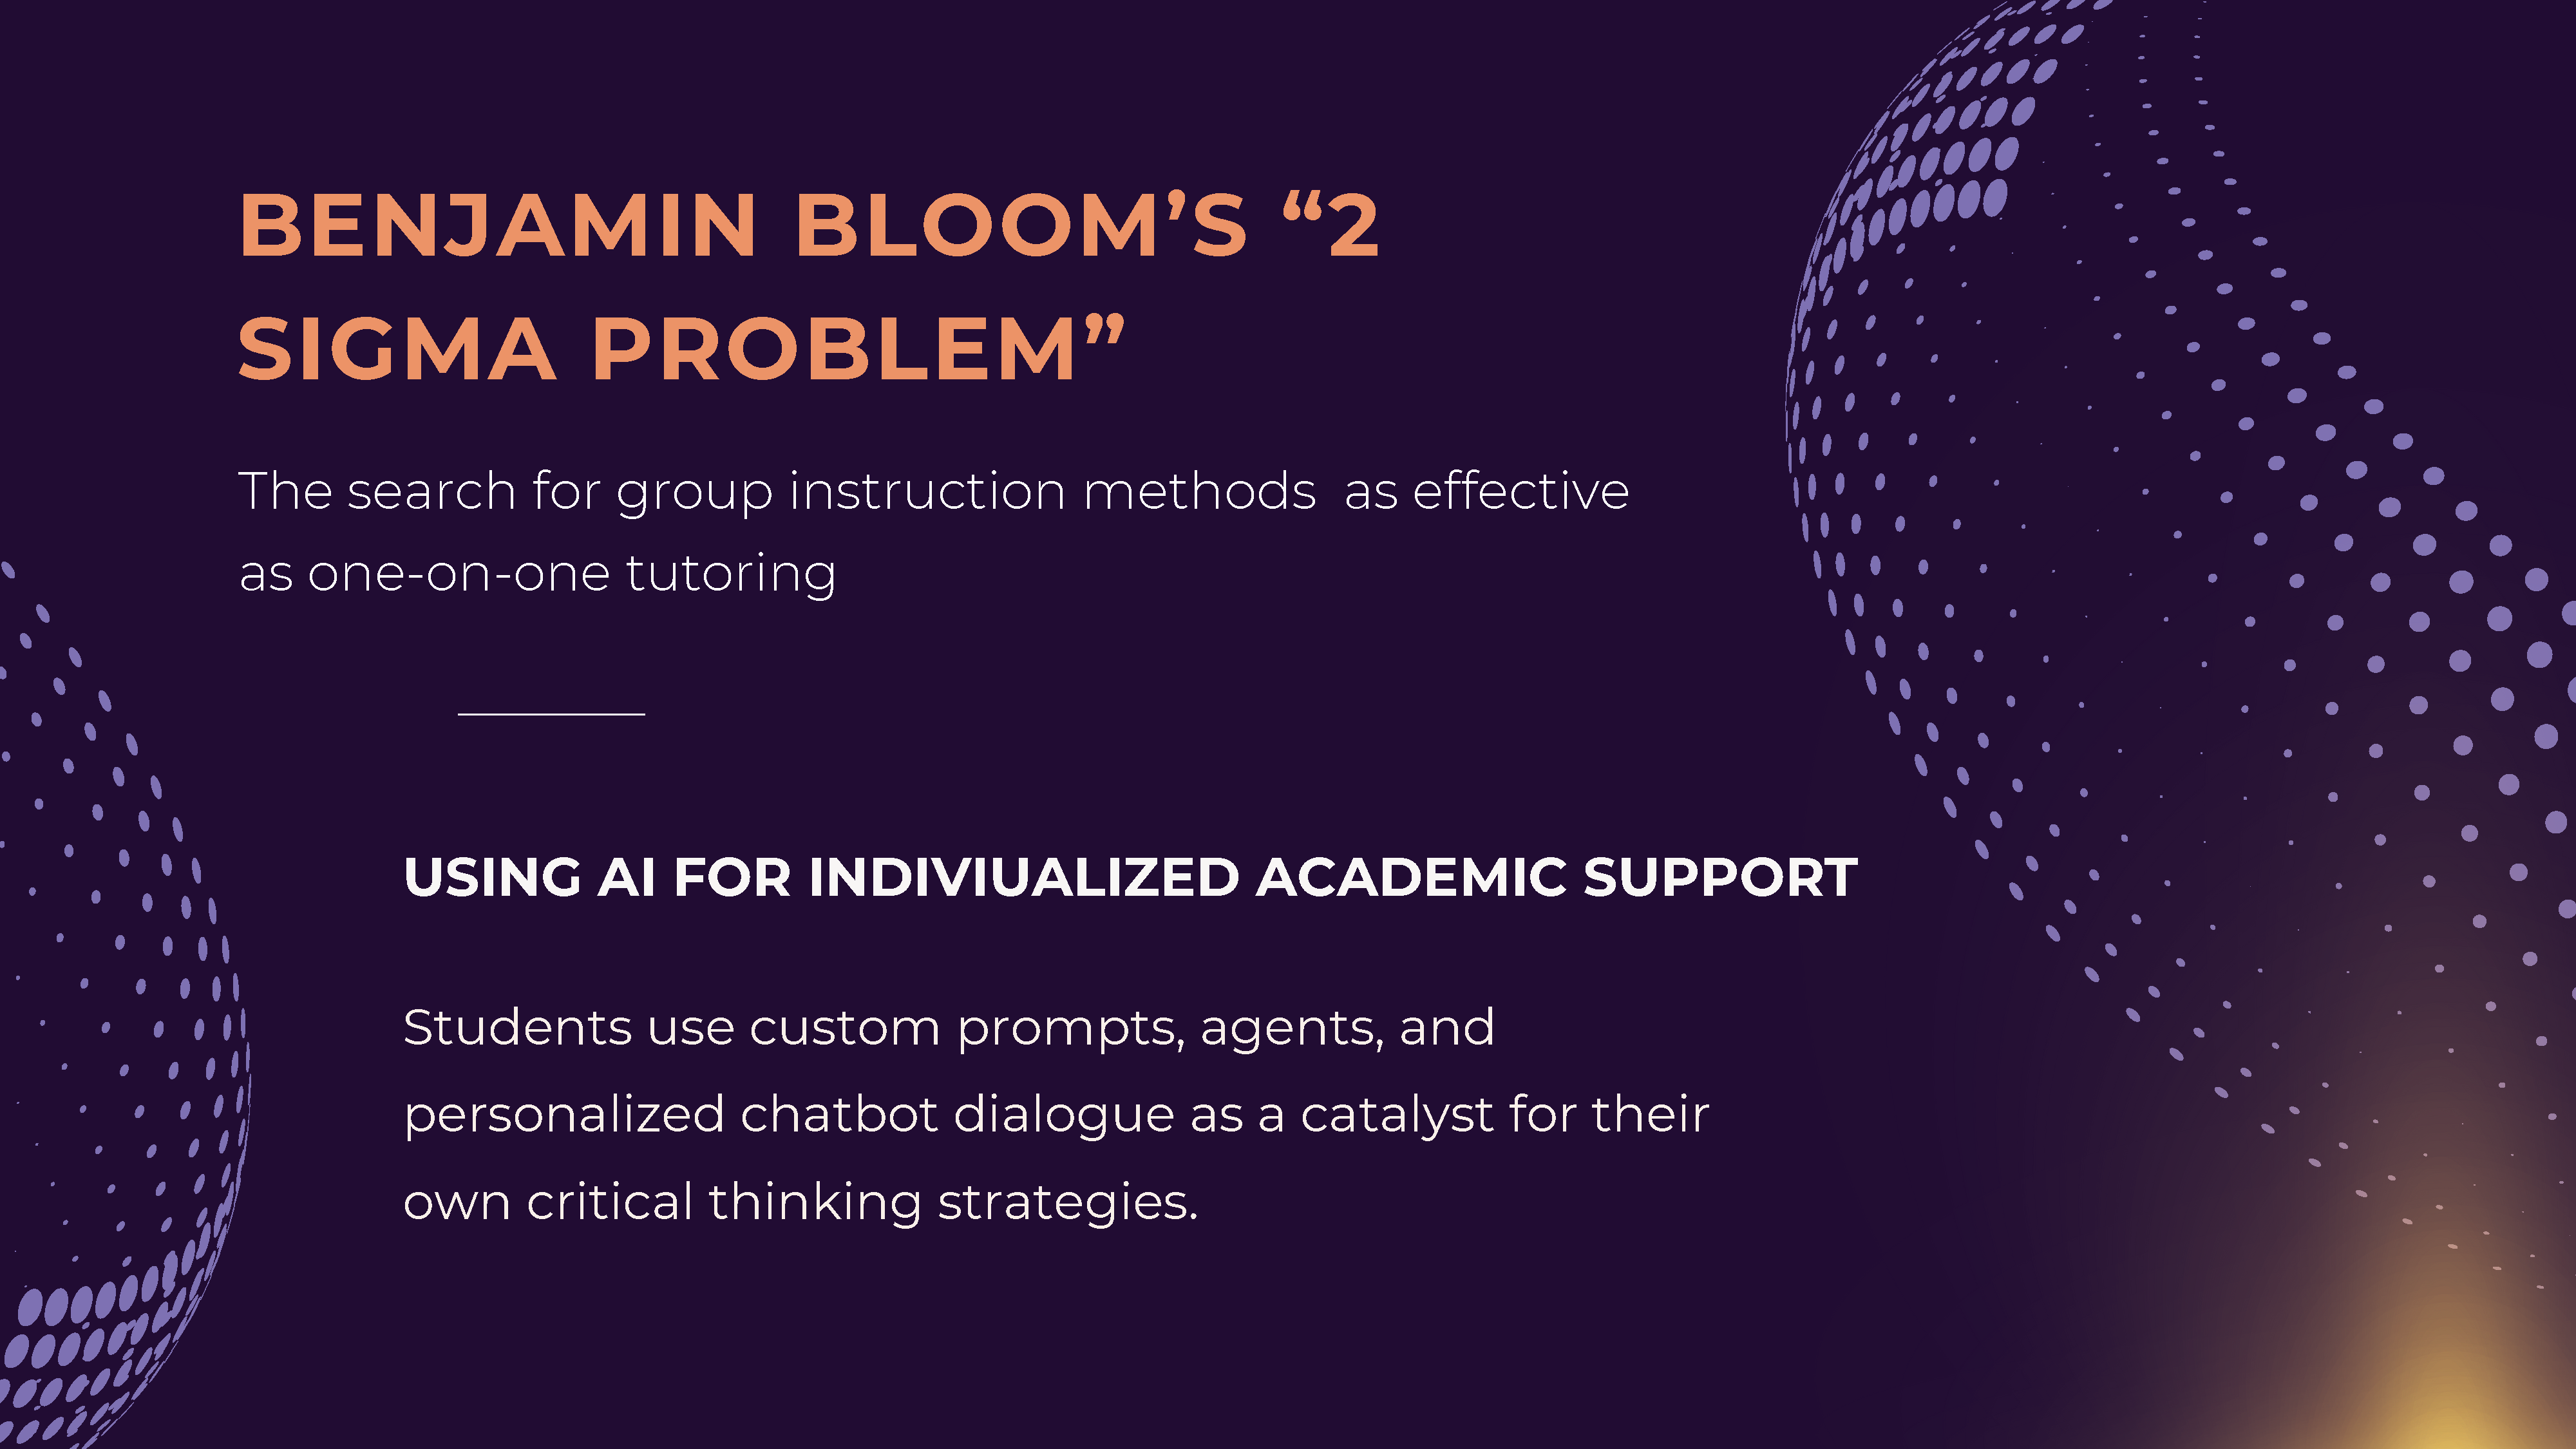 BENJAMIN BLOOM’S “2
SIGMA PROBLEM”
The search for group instruction methods as effective
as one-on-one tutoring
USING AI FOR INDIVIUALIZED ACADEMIC SUPPORT
Students use custom prompts, agents, and
personalized chatbot dialogue as a catalyst for their
own critical thinking strategies.